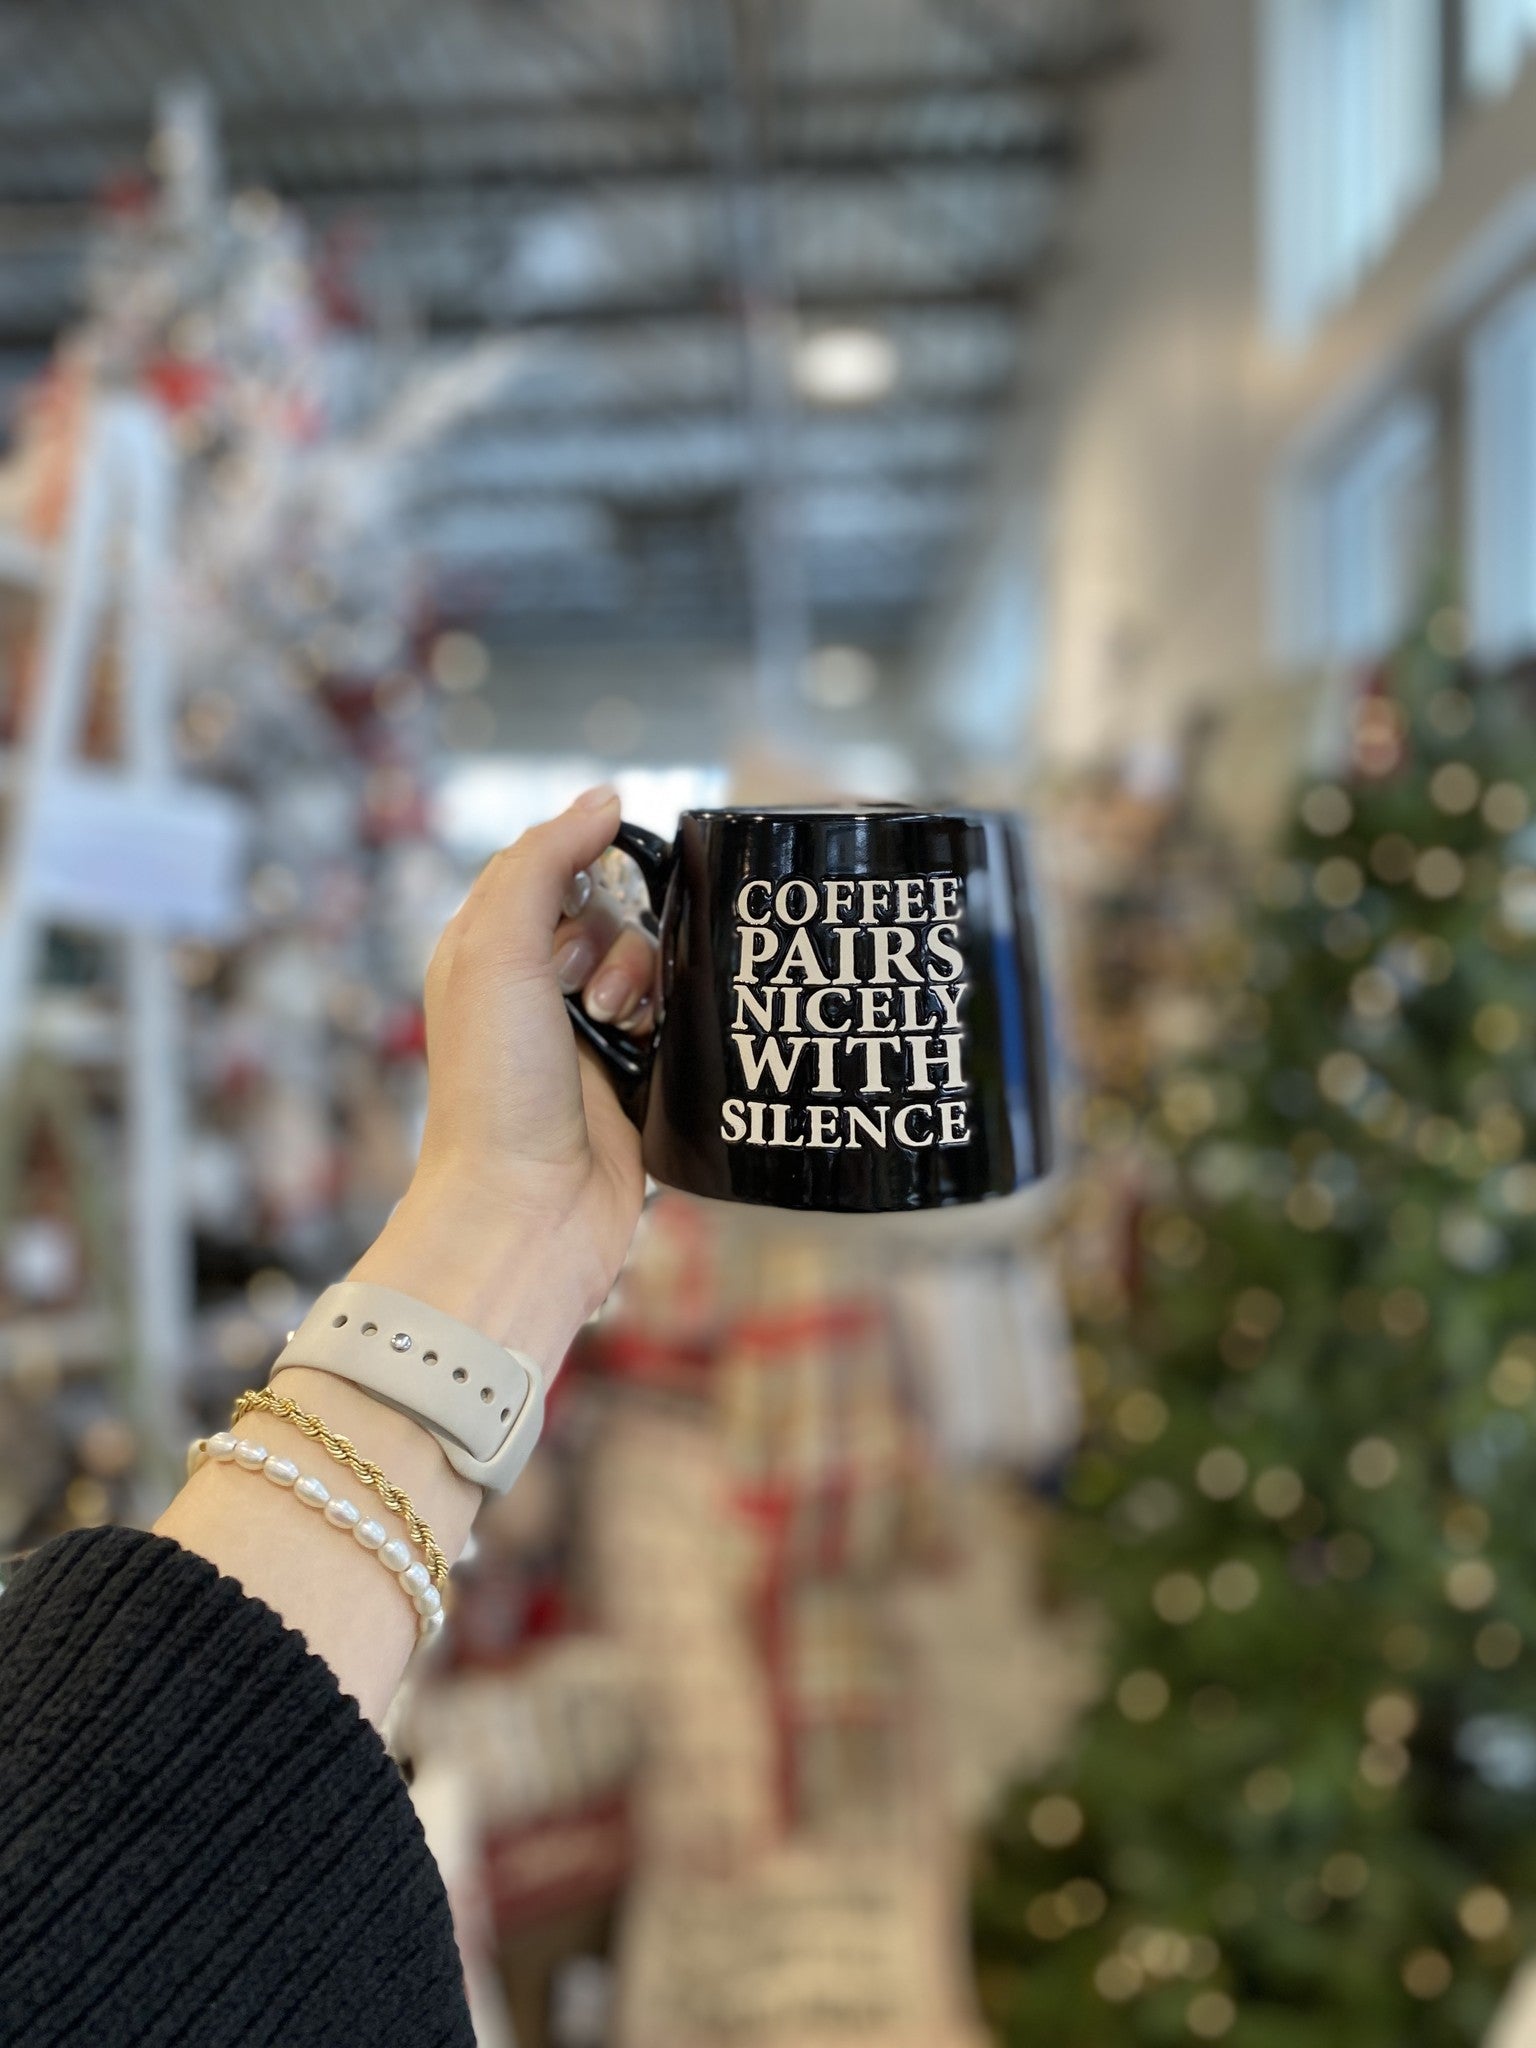 COFFEE
PAIRS
NICELY
WITH
SILENCE